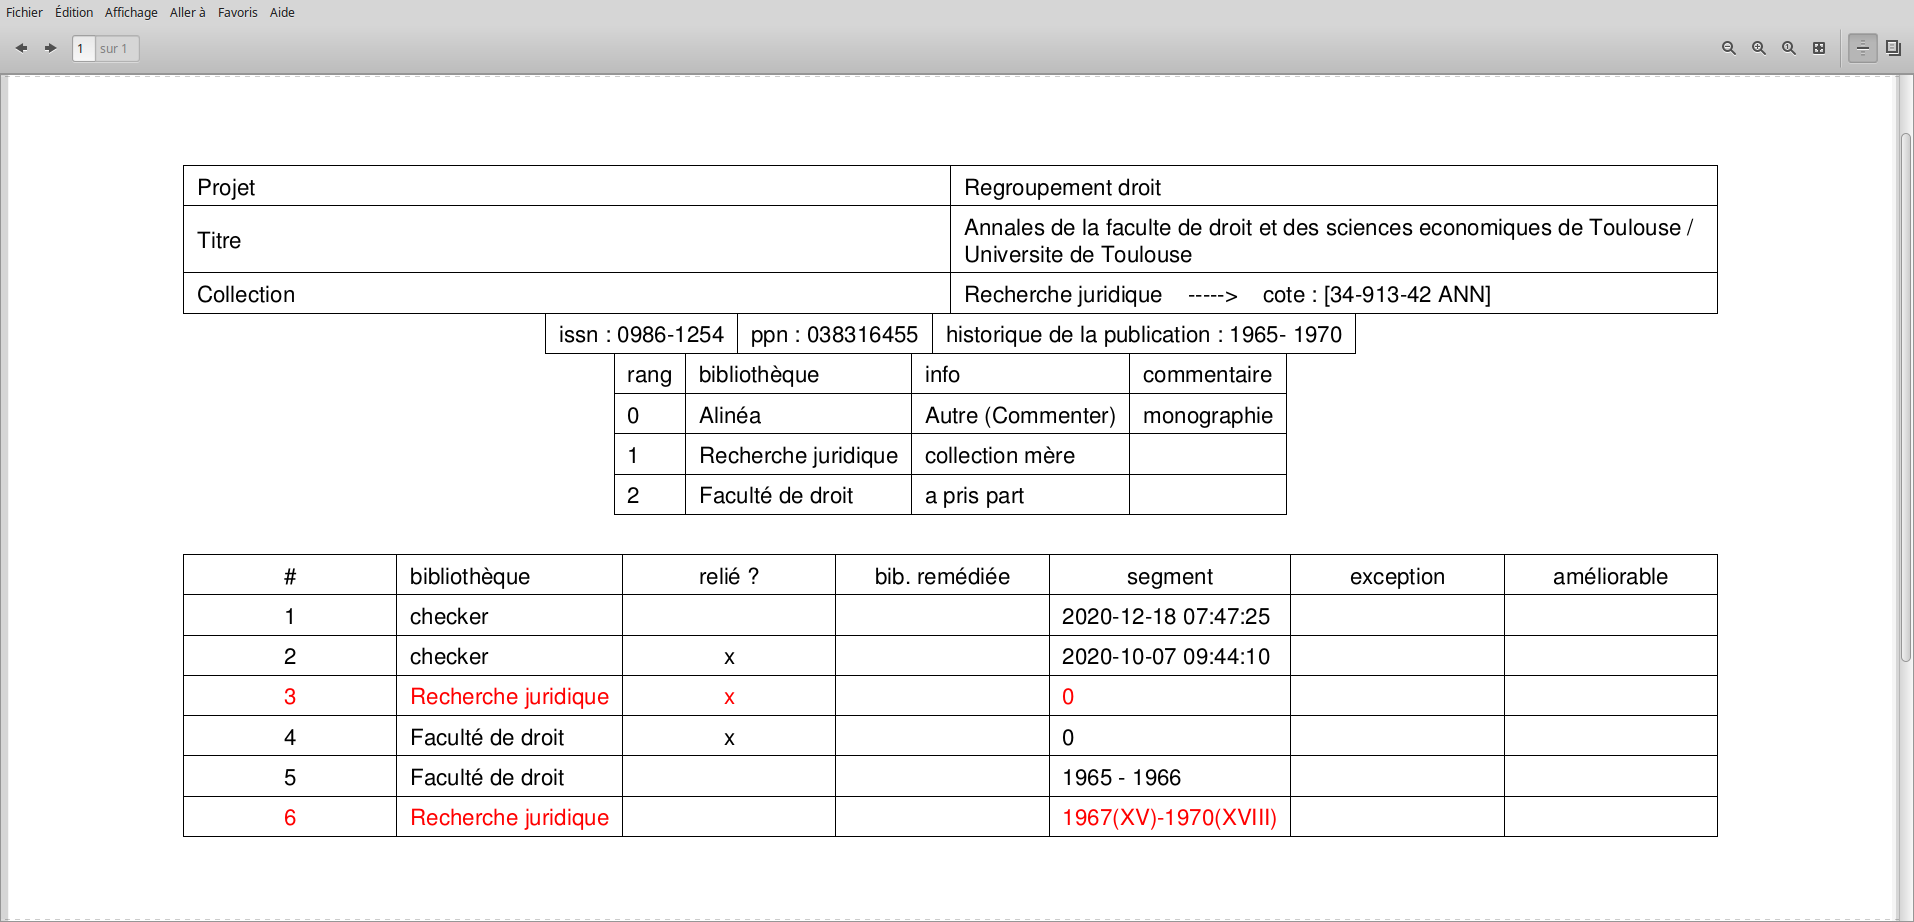 Fichier Édition Affichage Aller à Favoris Aide
1 sur 1
Projet Regroupement droit
Titre Annales de la faculte de droit et des sciences economiques de Toulouse /
Universite de Toulouse
Collection Recherche juridique -----> cote : [34-913-42 ANN]
issn : 0986-1254 ppn : 038316455 historique de la publication : 1965- 1970
rang bibliothèque info commentaire
0 Alinéa Autre (Commenter) monographie
1 Recherche juridique collection mère
2 Faculté de droit a pris part
# bibliothèque relié ? bib. remédiée segment exception améliorable
1 checker 2020-12-18 07:47:25
2 checker x 2020-10-07 09:44:10
3 Recherche juridique x 0
4 Faculté de droit x 0
5 Faculté de droit 1965 - 1966
6 Recherche juridique 1967(XV)-1970(XVIII)